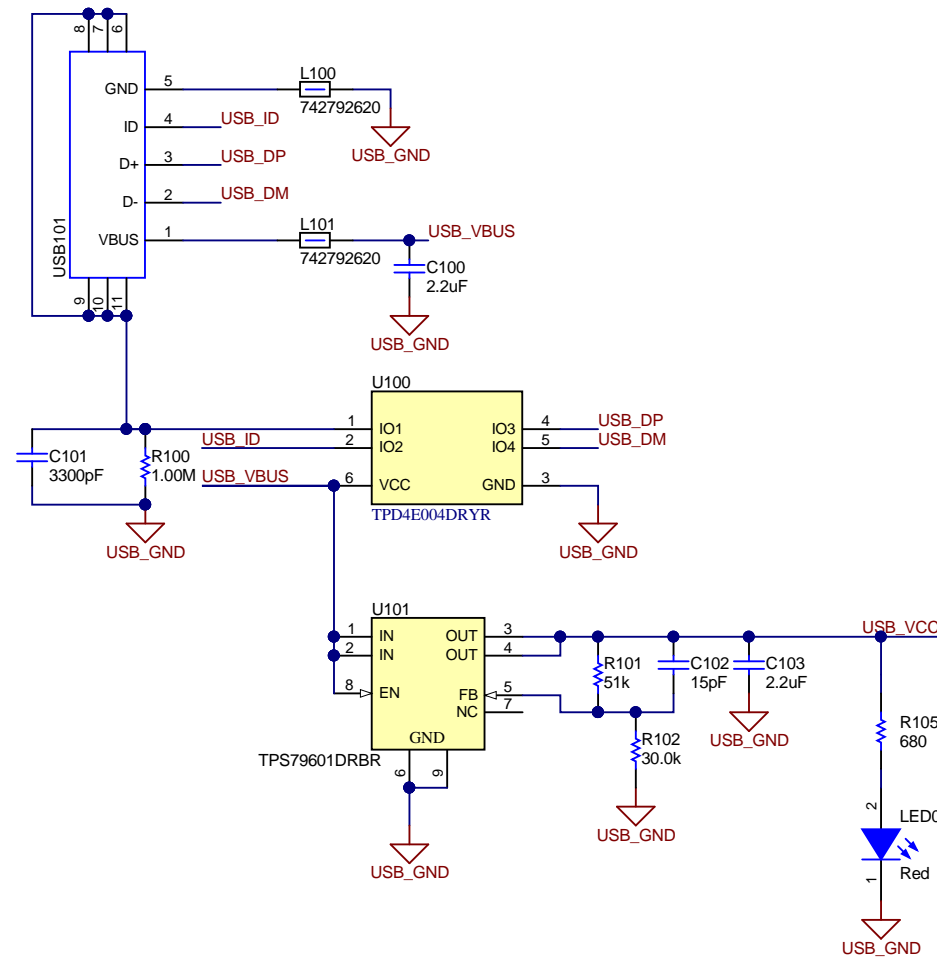 8 7 6
GND 5
L100
742792620
USB_GND
ID 4 USB_ID
D+ 3 USB_DP
D- 2 USB_DM
VBUS 1
L101
742792620
USB_VBUS
C100
2.2uF
USB_GND
USB101
9 10 11
C101
3300pF
R100
1.00M
USB_GND
U100
1 IO1 IO3 4 USB_DP
USB_ID 2 IO2 IO4 5 USB_DM
USB_VBUS 6 VCC GND 3
TPD4E004DRYR
USB_GND
U101
1 IN OUT 3
2 IN OUT 4
8 EN FB 5
NC 7
GND
TPS79601DRBR
6 9
USB_GND
R101
51k
C102
15pF
C103
2.2uF
USB_GND
R102
30.0k
USB_GND
USB_VCC
R105
680
2
LED0
Red
1
USB_GND